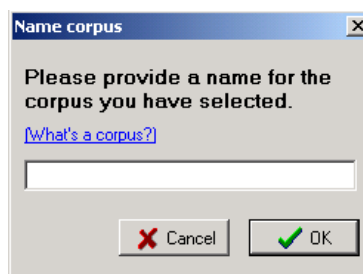 Name corpus
Please provide a name for the
corpus you have selected.
(What's a corpus?)
Cancel
OK